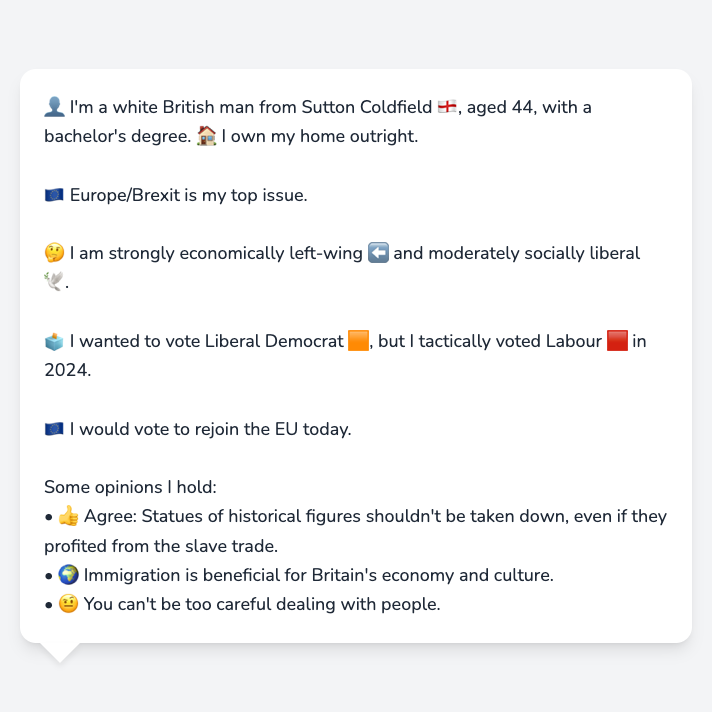 👤 I'm a white British man from Sutton Coldfield 🏴󠁧󠁢󠁥󠁮󠁧󠁿, aged 44, with a
bachelor's degree. 🏠 I own my home outright.
🇪🇺 Europe/Brexit is my top issue.
🤔 I am strongly economically left-wing ⬅️ and moderately socially liberal
🕊️.
🗳️ I wanted to vote Liberal Democrat 🟧, but I tactically voted Labour 🟥 in
2024.
🇪🇺 I would vote to rejoin the EU today.
Some opinions I hold:
• 👍 Agree: Statues of historical figures shouldn't be taken down, even if they
profited from the slave trade.
• 🌍 Immigration is beneficial for Britain's economy and culture.
• 🤨 You can't be too careful dealing with people.